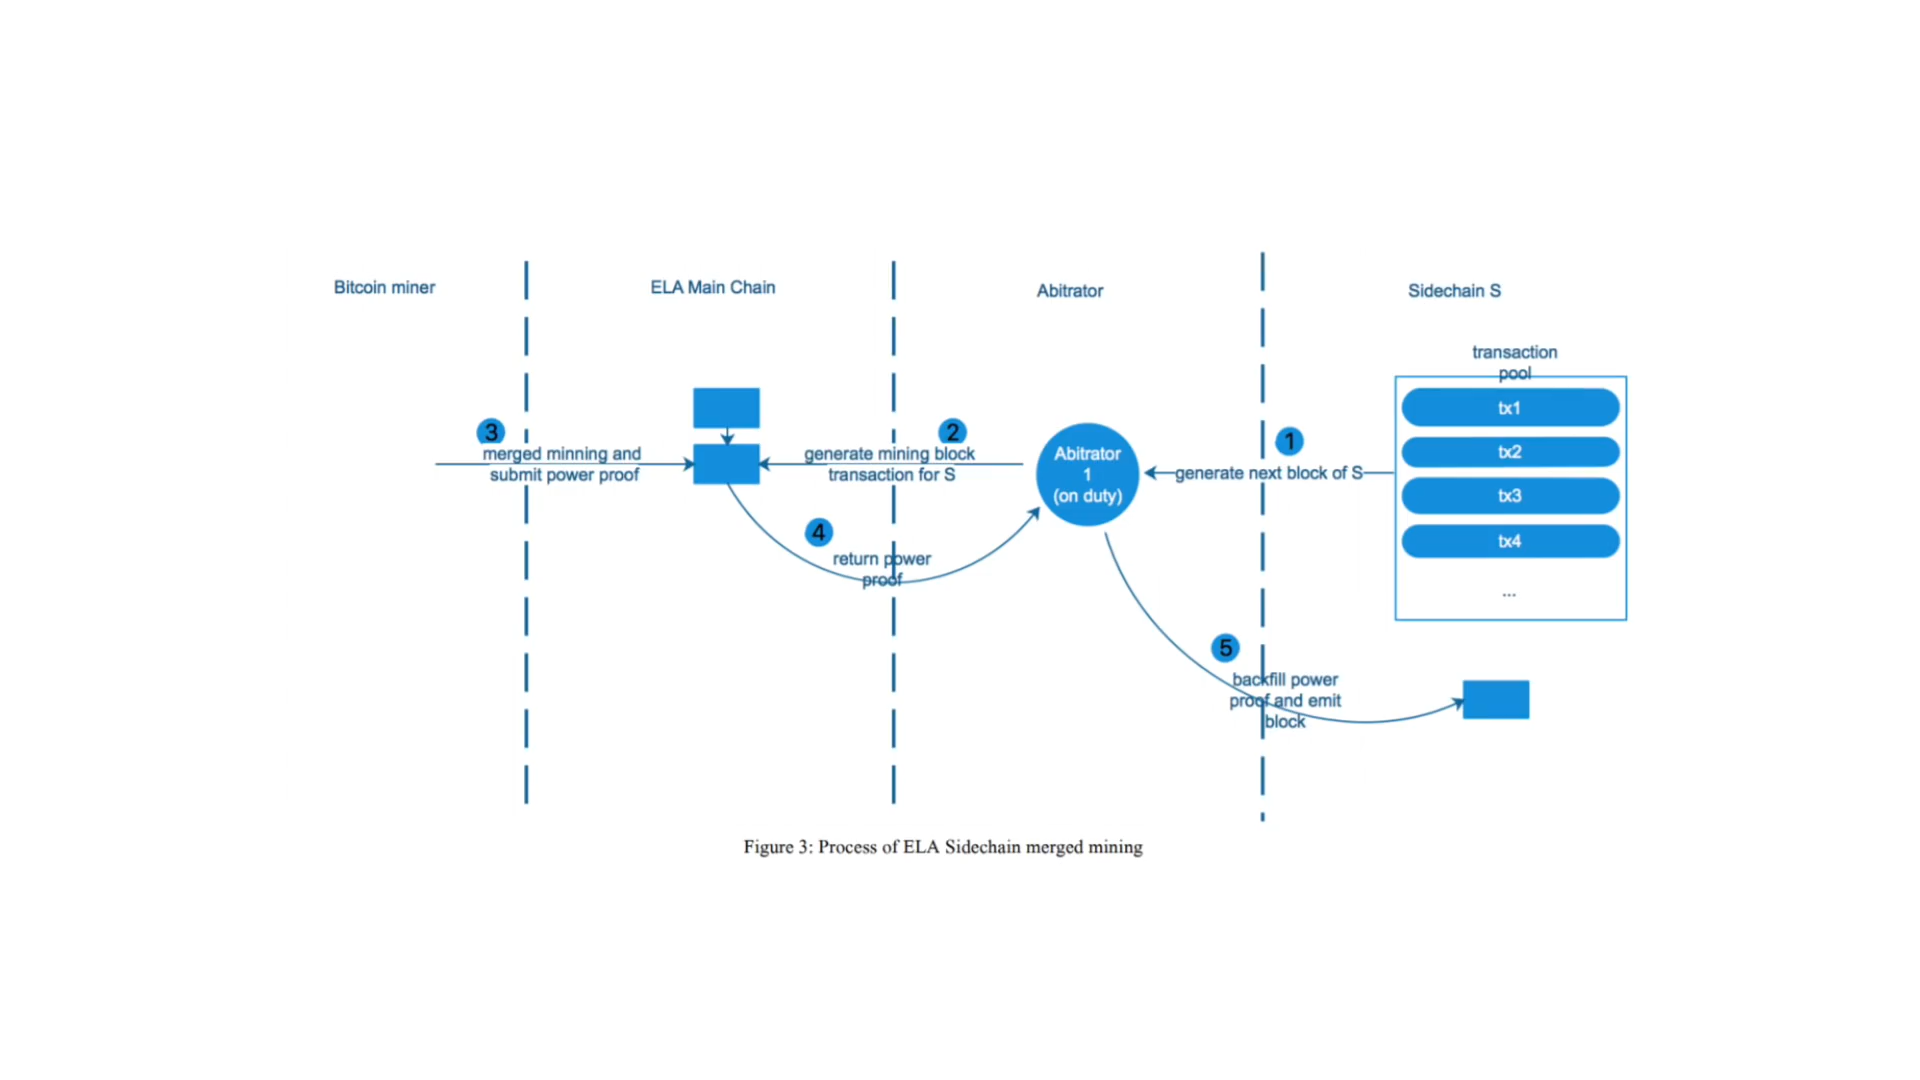 Bitcoin miner
ELA Main Chain
Abitrator
Sidechain S
transaction
pool
tx1
tx2
tx3
tx4
...
1
generate next block of S
Abitrator
1
(on duty)
2
generate mining block
transaction for S
3
merged minning and
submit power proof
4
return power
proof
5
backfill power
proof and emit
block
Figure 3: Process of ELA Sidechain merged mining